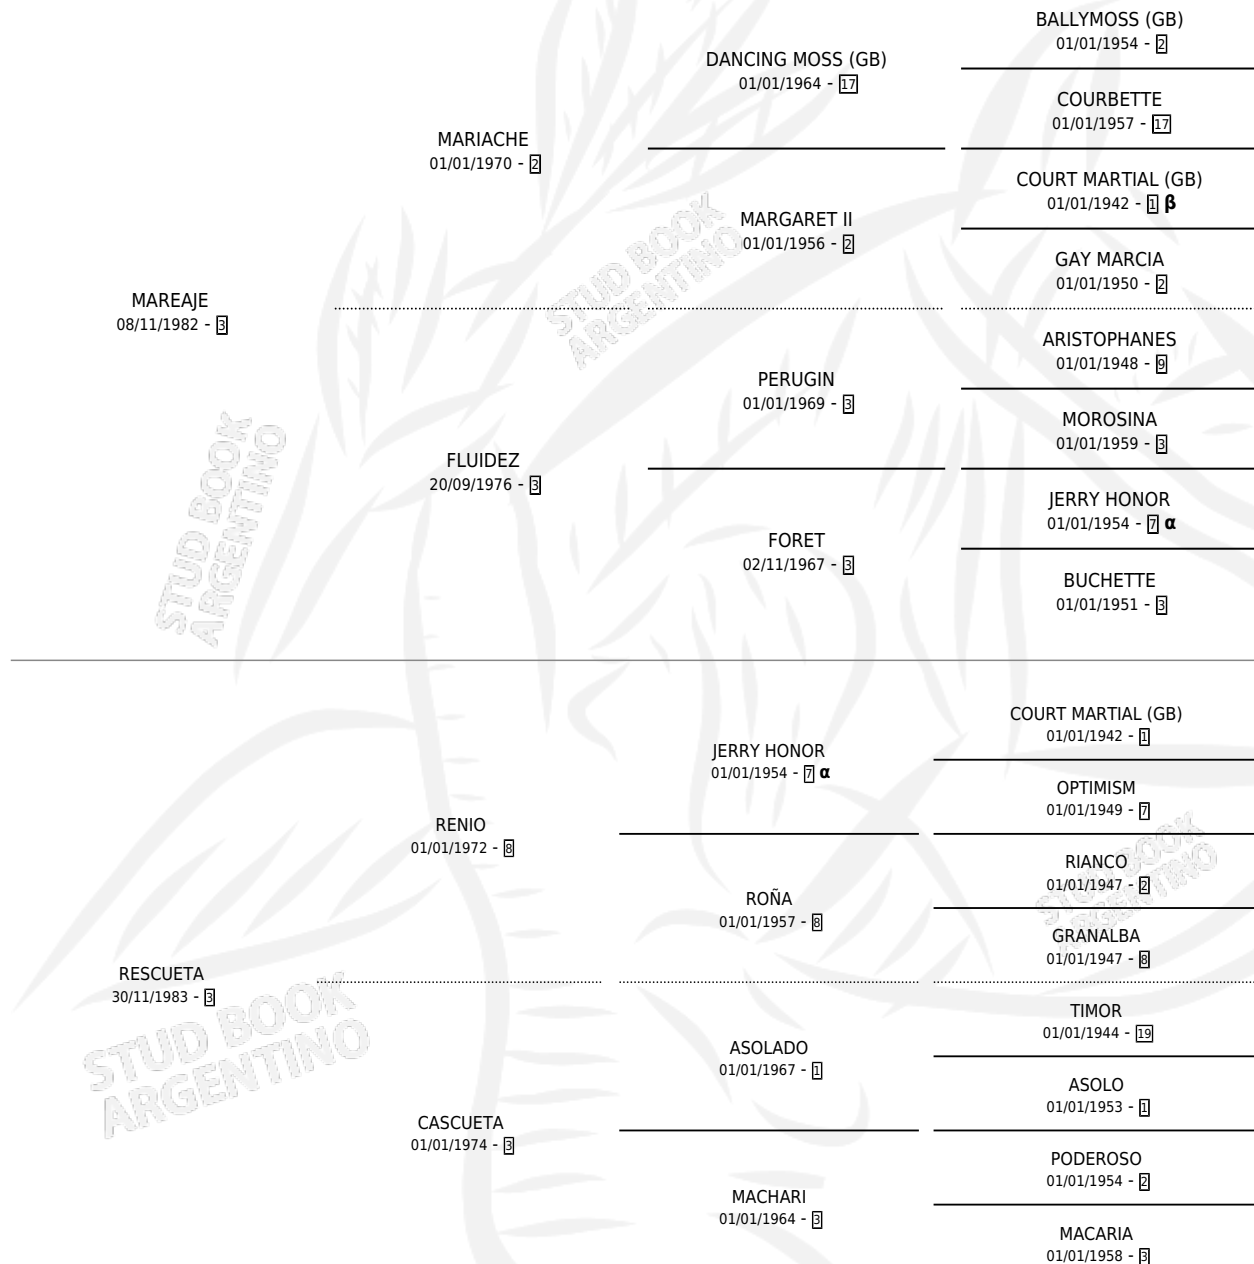 BALLYMOSS (GB)
01/01/1954 - 2
DANCING MOSS (GB)
01/01/1964 - 17
COURBETTE
01/01/1957 - 17
MARIACHE
01/01/1970 - 2
COURT MARTIAL (GB)
01/01/1942 - 1 β
MARGARET II
01/01/1956 - 2
GAY MARCIA
01/01/1950 - 2
MAREAJE
08/11/1982 - 3
ARISTOPHANES
01/01/1948 - 9
PERUGIN
01/01/1969 - 3
MOROSINA
01/01/1959 - 3
FLUIDEZ
20/09/1976 - 3
JERRY HONOR
01/01/1954 - 7 α
FORET
02/11/1967 - 3
BUCHETTE
01/01/1951 - 3
COURT MARTIAL (GB)
01/01/1942 - 1
JERRY HONOR
01/01/1954 - 7 α
OPTIMISM
01/01/1949 - 7
RENIO
01/01/1972 - 8
RIANCO
01/01/1947 - 2
ROÑA
01/01/1957 - 8
GRANALBA
01/01/1947 - 8
RESCUETA
30/11/1983 - 3
TIMOR
01/01/1944 - 19
ASOLADO
01/01/1967 - 1
ASOLO
01/01/1953 - 1
CASCUETA
01/01/1974 - 3
PODEROSO
01/01/1954 - 2
MACHARI
01/01/1964 - 3
MACARIA
01/01/1958 - 3
STUD BOOK
ARGENTINO
STUD BOOK
ARGENTINO
STUD BOOK
ARGENTINO
STUD BOOK
ARGENTINO